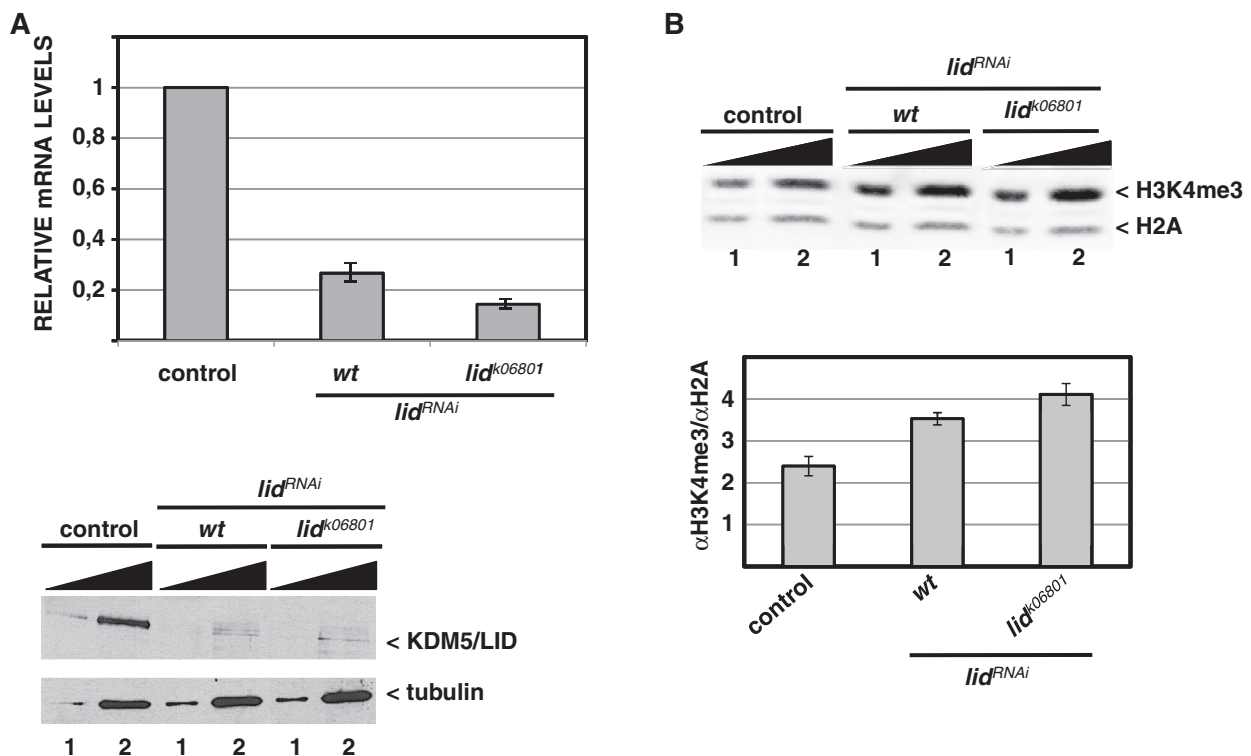 A
RELATIVE mRNA LEVELS
1
0,8
0,6
0,4
0,2
control
wt
lid^k06801
lid^RNAi
lid^RNAi
control
wt
lid^k06801
< KDM5/LID
< tubulin
1 2 1 2 1 2
B
lid^RNAi
control
wt
lid^k06801
< H3K4me3
< H2A
1 2 1 2 1 2
αH3K4me3/αH2A
4
3
2
1
control
wt
lid^k06801
lid^RNAi